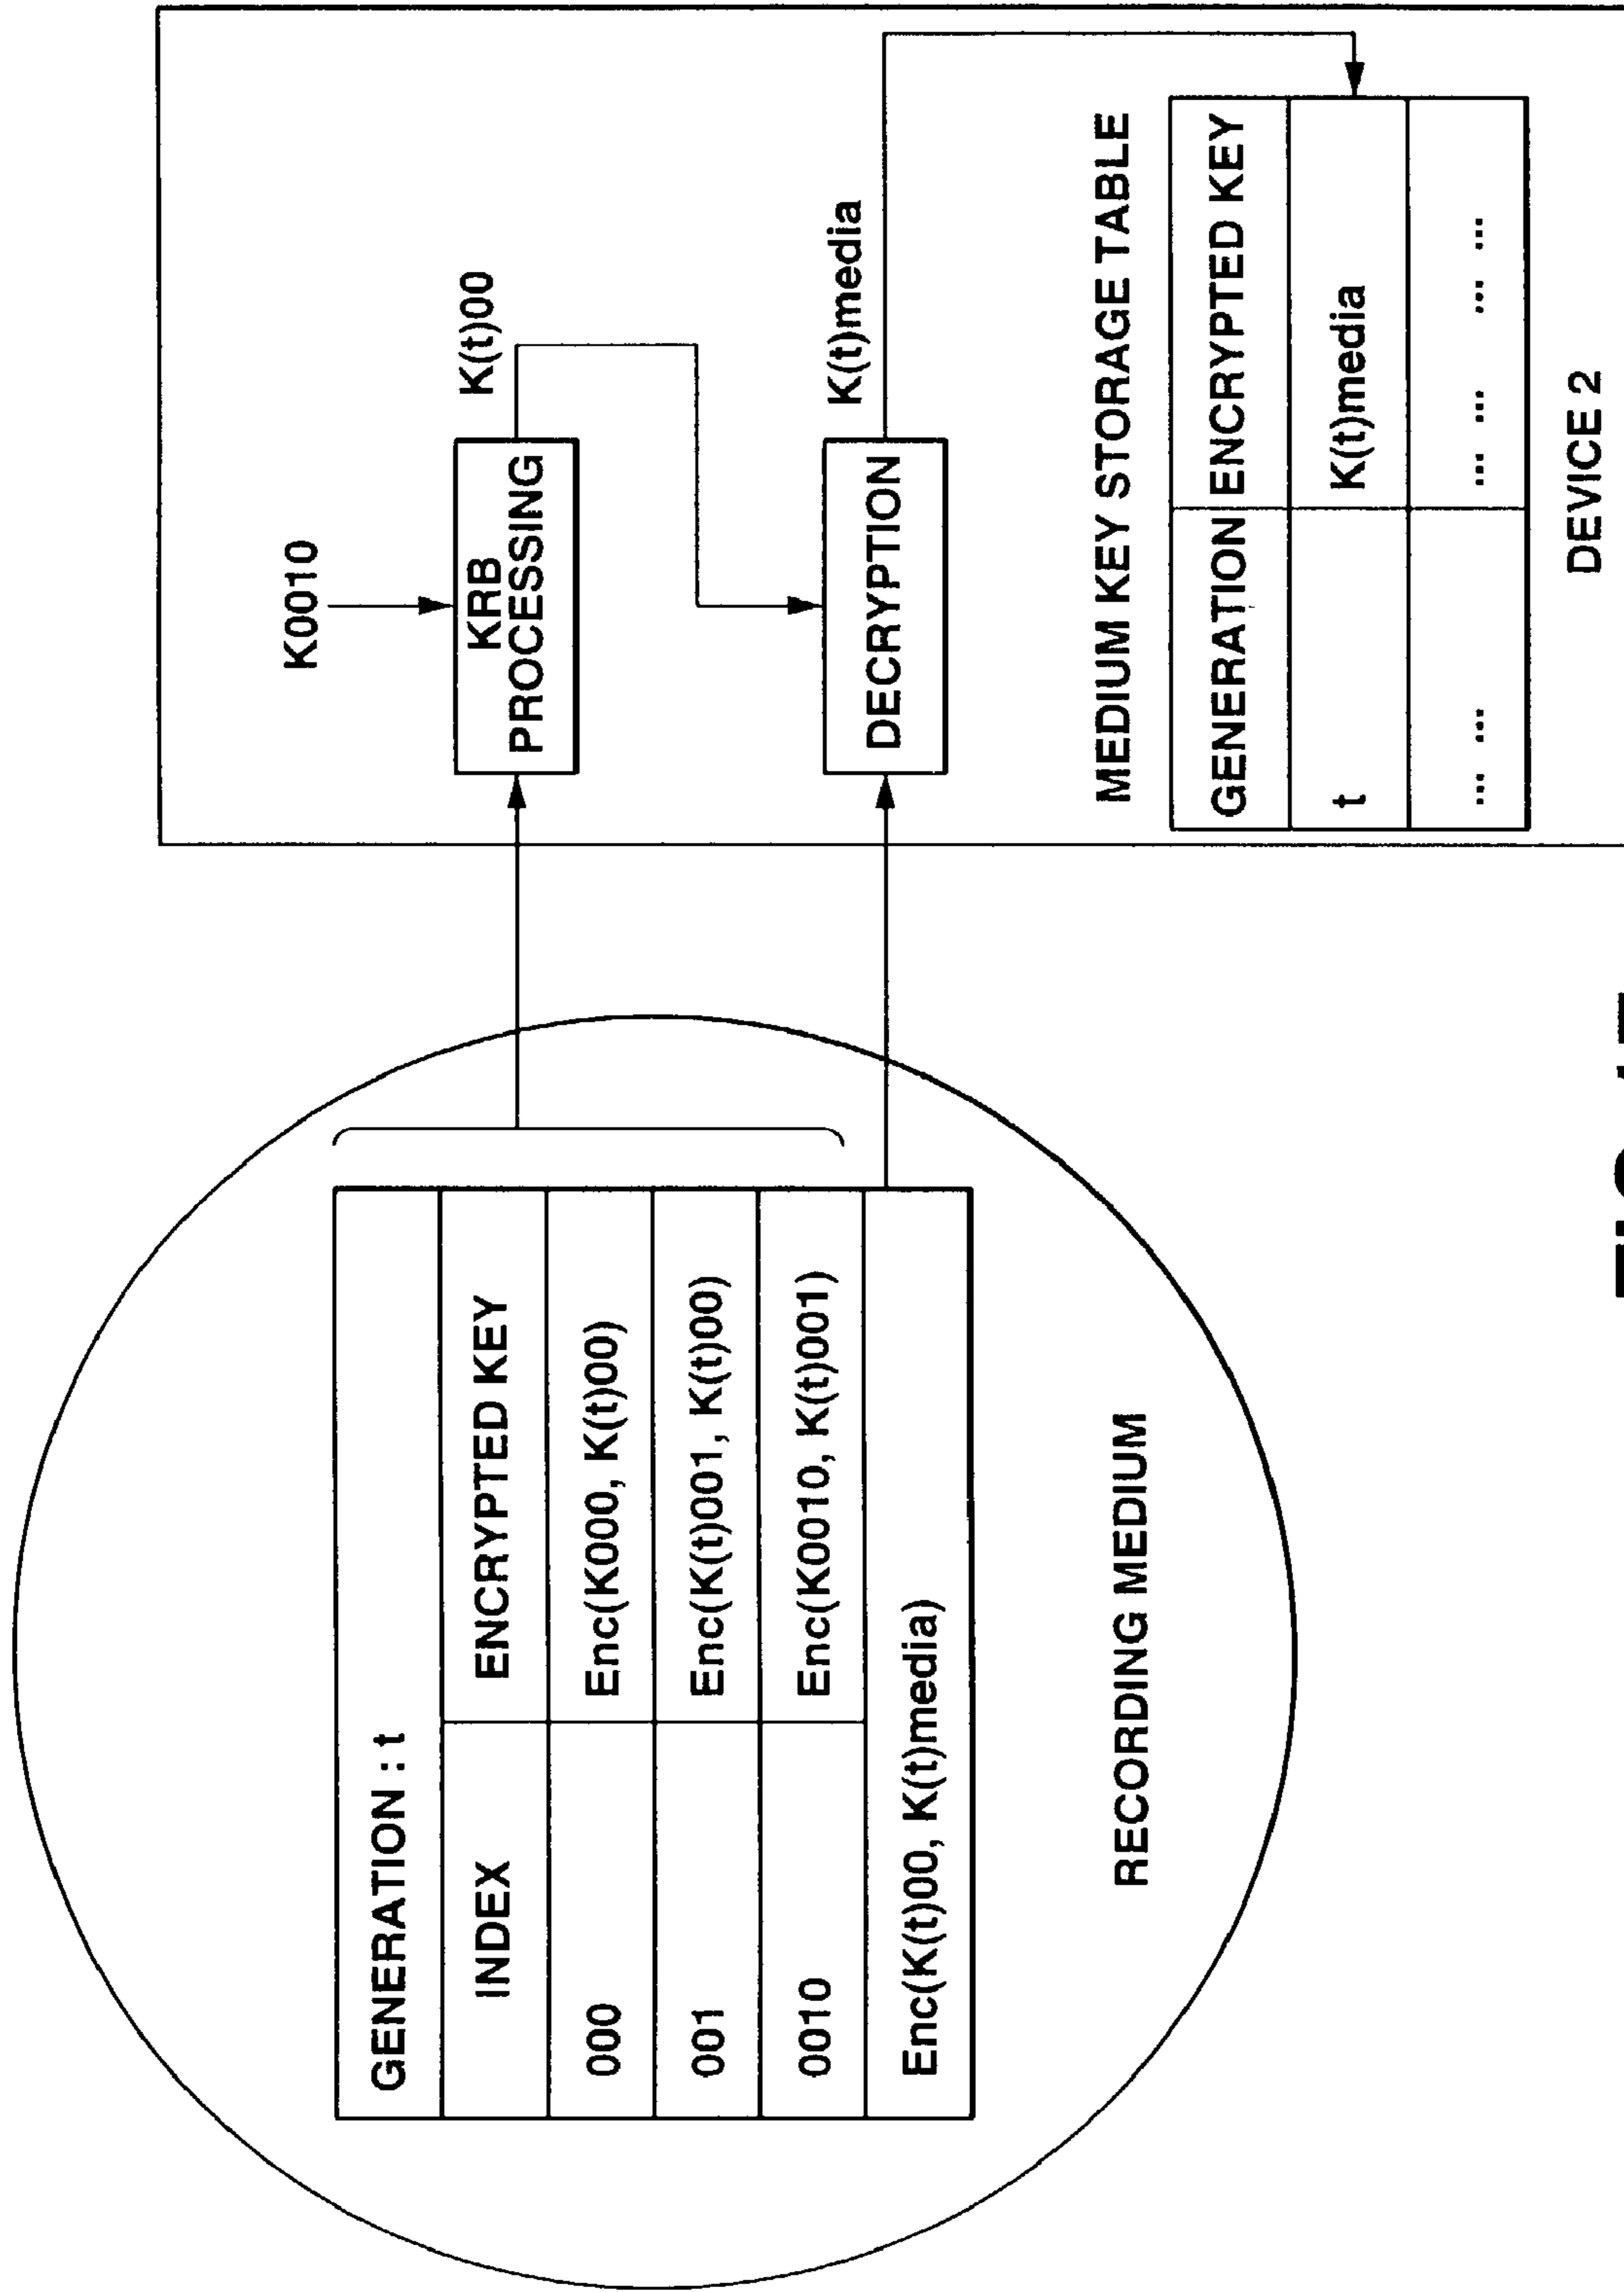 GENERATION : t
INDEX ENCRYPTED KEY
000 Enc(K000, K(t)00)
001 Enc(K(t)001, K(t)00)
0010 Enc(K0010, K(t)001)
Enc(K(t)00, K(t)media)
RECORDING MEDIUM
K0010
KRB
PROCESSING
K(t)00
DECRYPTION
K(t)media
MEDIUM KEY STORAGE TABLE
GENERATION ENCRYPTED KEY
t K(t)media
... ... ... ... ... ...
DEVICE 2